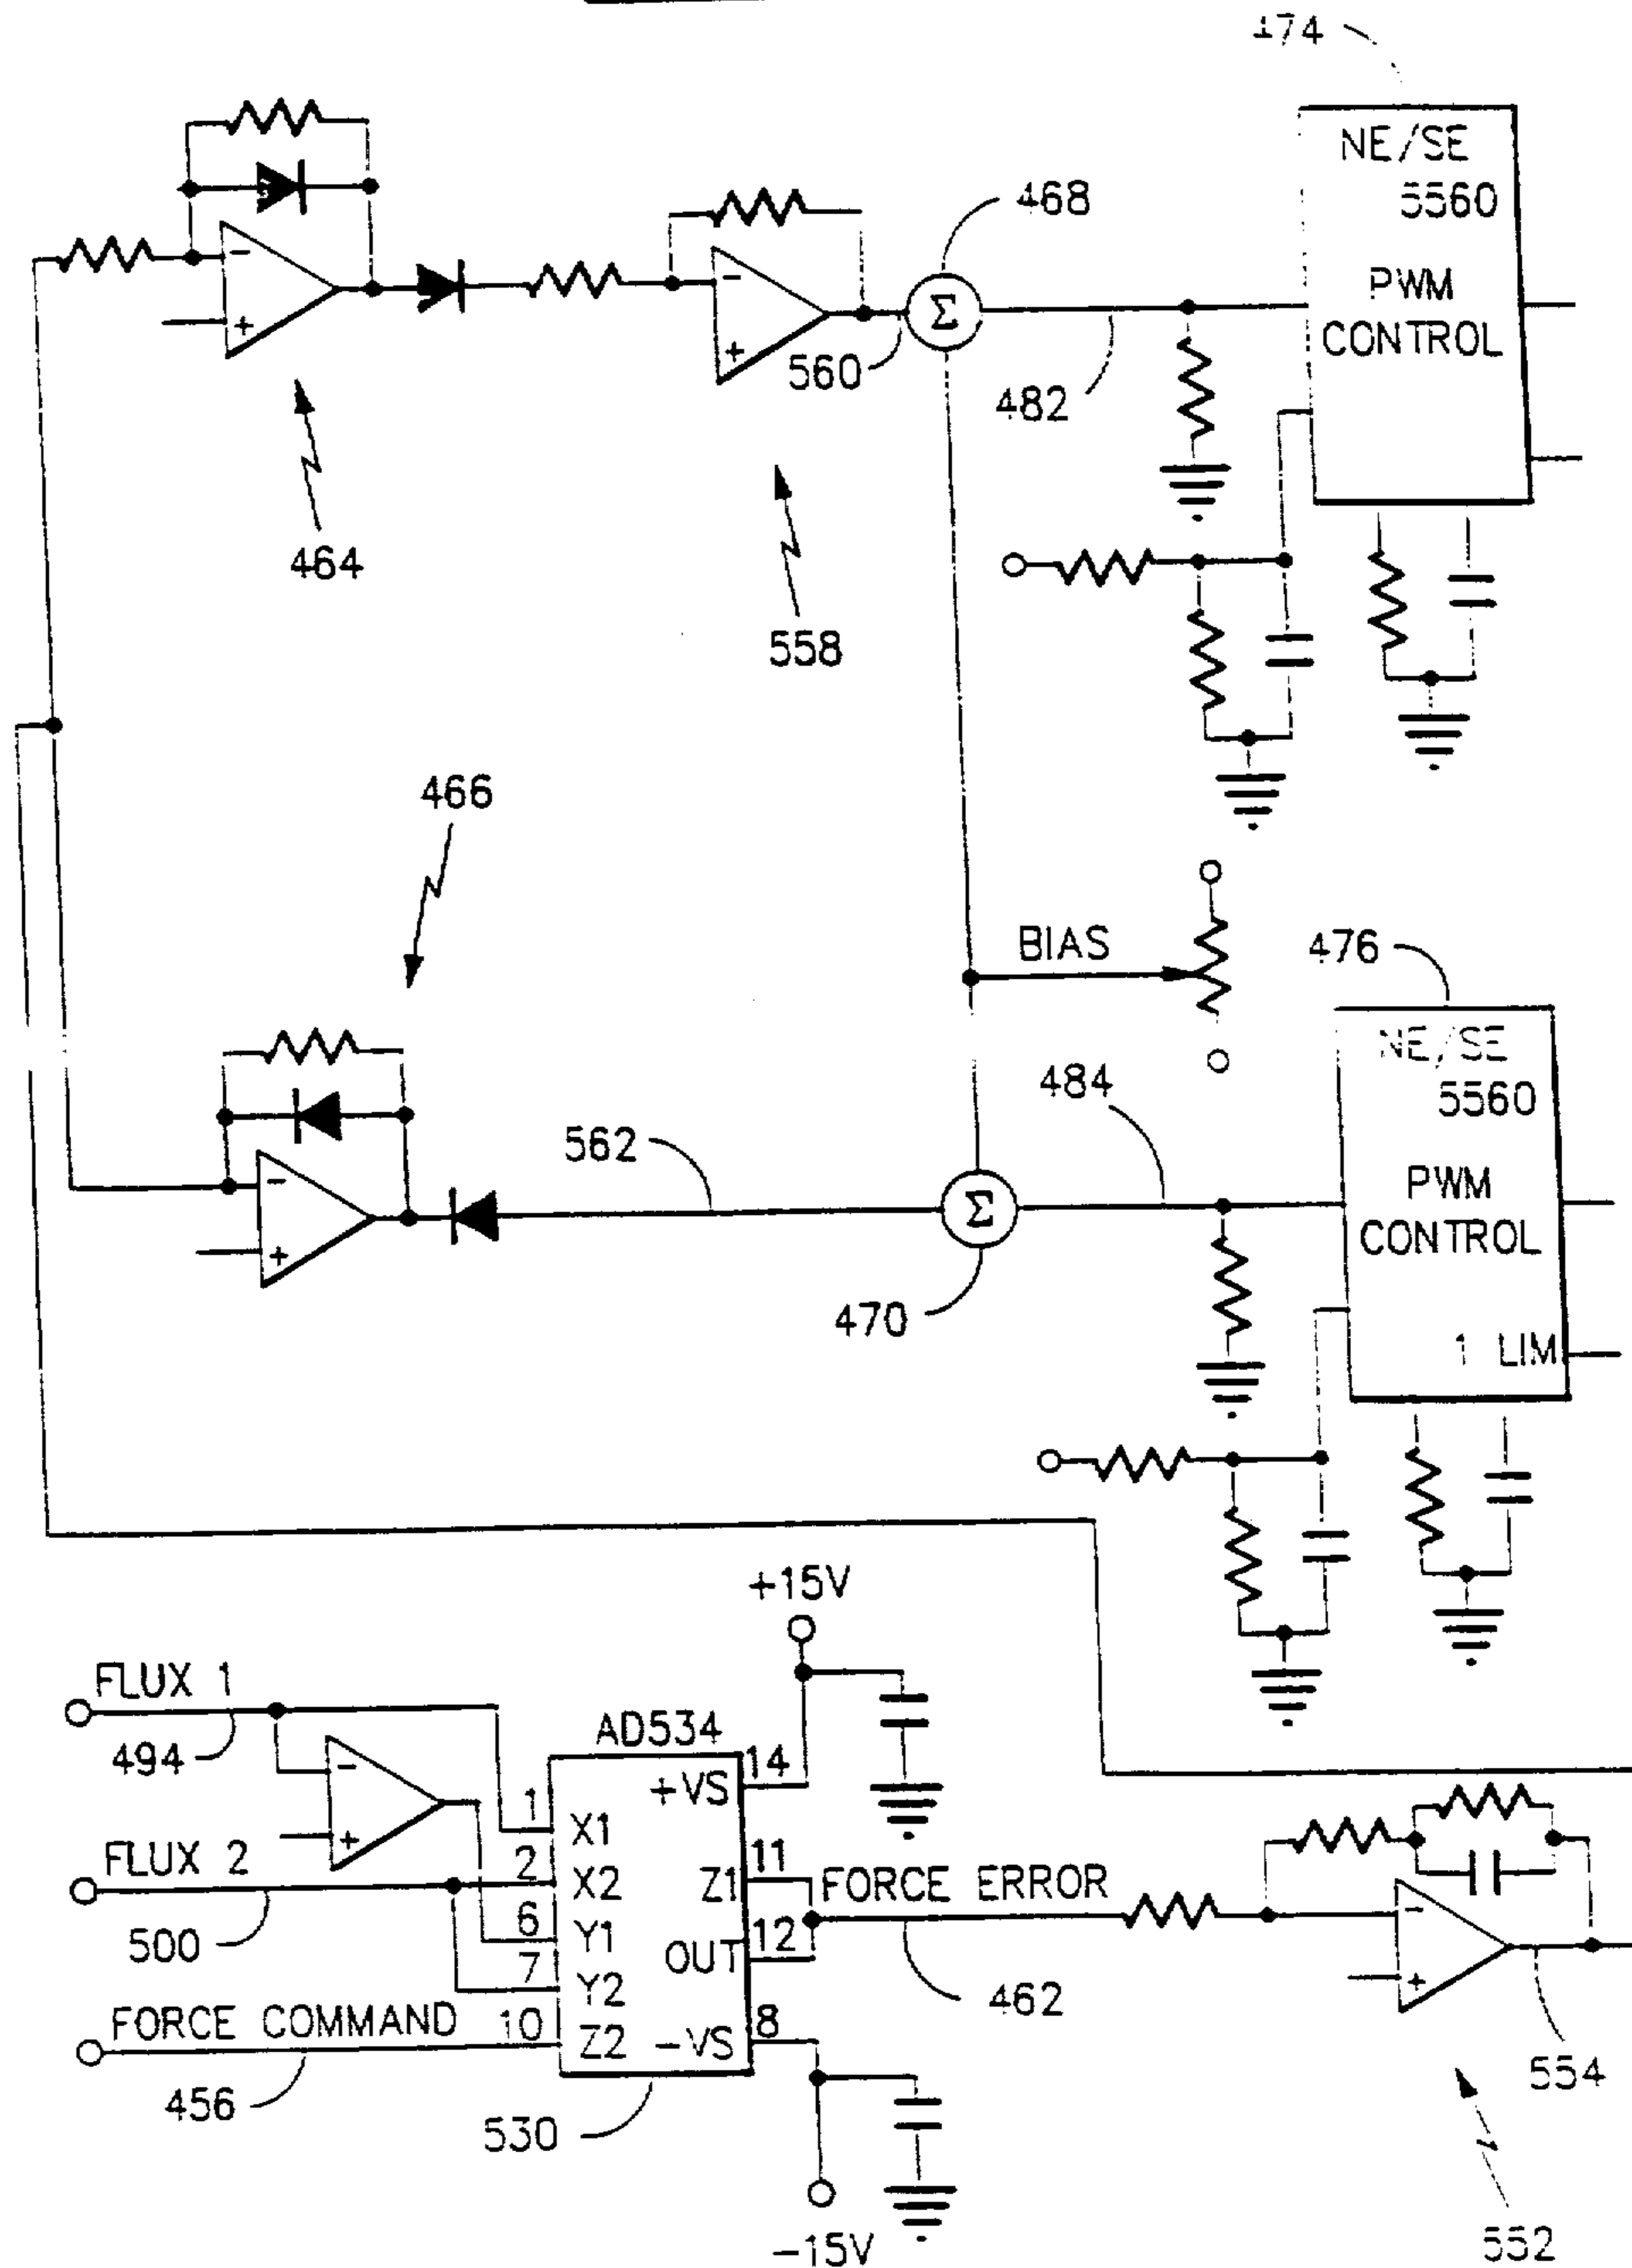 474
NE/SE
5560
PWM
CONTROL
468
Σ
560
482
464
558
466
BIAS
476
NE/SE
5560
PWM
CONTROL
1 LIM
484
562
Σ
470
+15V
FLUX 1
494
AD534
14
+VS
1
X1
FLUX 2
2
X2
11
Z1
FORCE ERROR
500
6
Y1
12
OUT
7
Y2
462
FORCE COMMAND
10
Z2
8
-VS
456
530
554
-15V
552